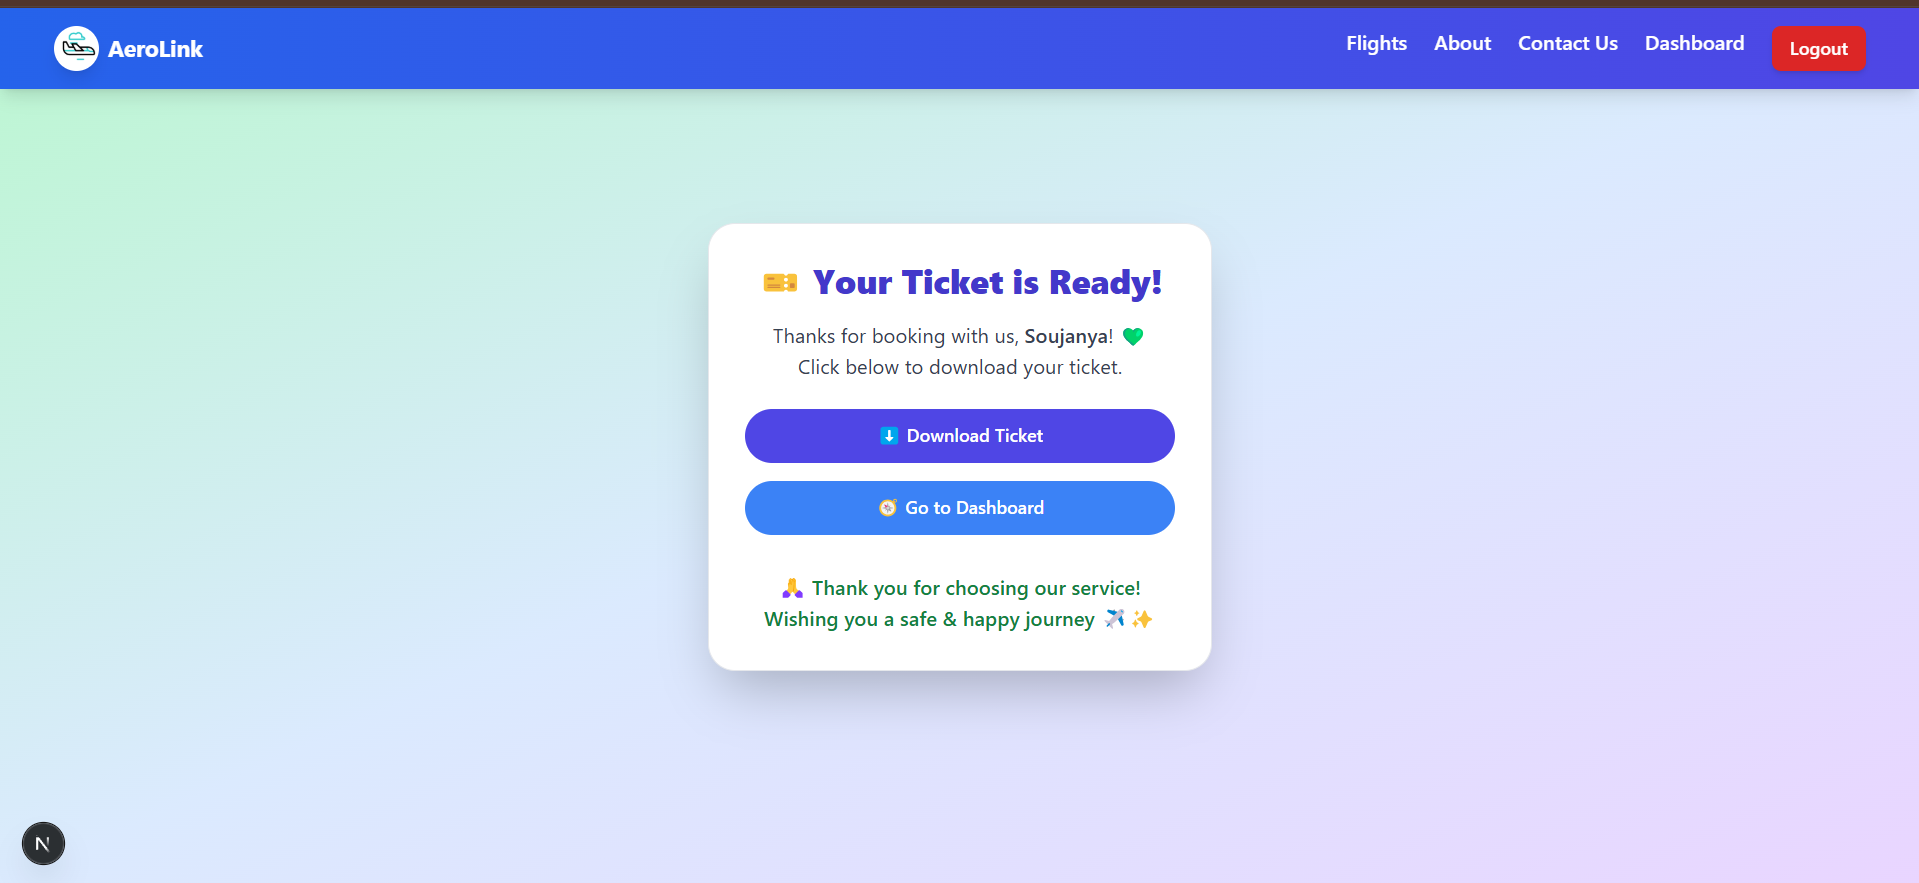 AeroLink
Flights About Contact Us Dashboard Logout
🎫 Your Ticket is Ready!
Thanks for booking with us, Soujanya! 💚
Click below to download your ticket.
⬇️ Download Ticket
🧭 Go to Dashboard
🙏 Thank you for choosing our service!
Wishing you a safe & happy journey ✈️ ✨
N